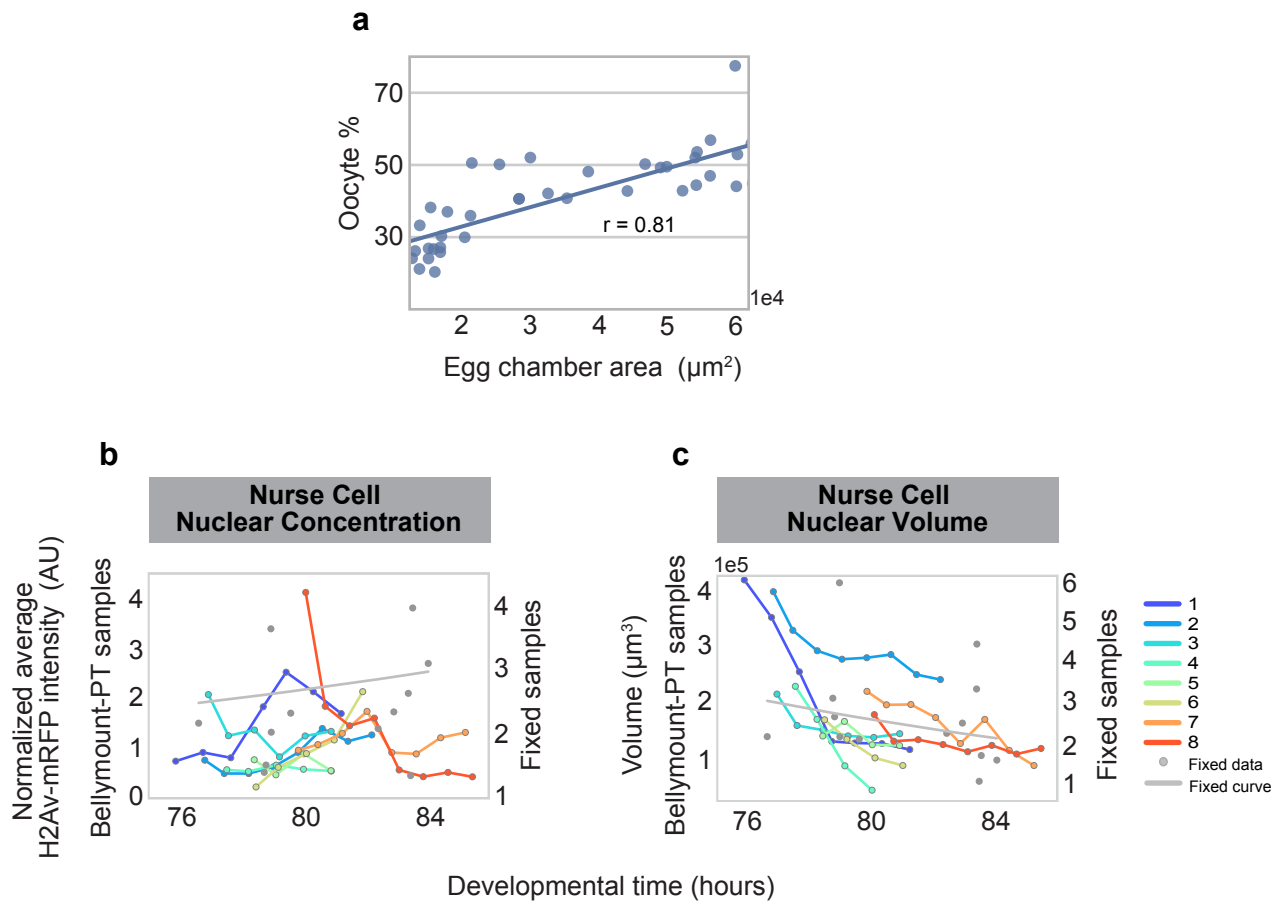 a
70
50
30
Oocyte %
r = 0.81
1e4
2 3 4 5 6
Egg chamber area (µm²)
b
Nurse Cell
Nuclear Concentration
Normalized average
H2Av-mRFP intensity (AU)
Bellymount-PT samples
4
3
2
1
0
4
3
2
1
Fixed samples
76 80 84
c
Nurse Cell
Nuclear Volume
1e5
Volume (µm³)
Bellymount-PT samples
4
3
2
1
6
5
4
3
2
1
Fixed samples
76 80 84
1
2
3
4
5
6
7
8
Fixed data
Fixed curve
Developmental time (hours)